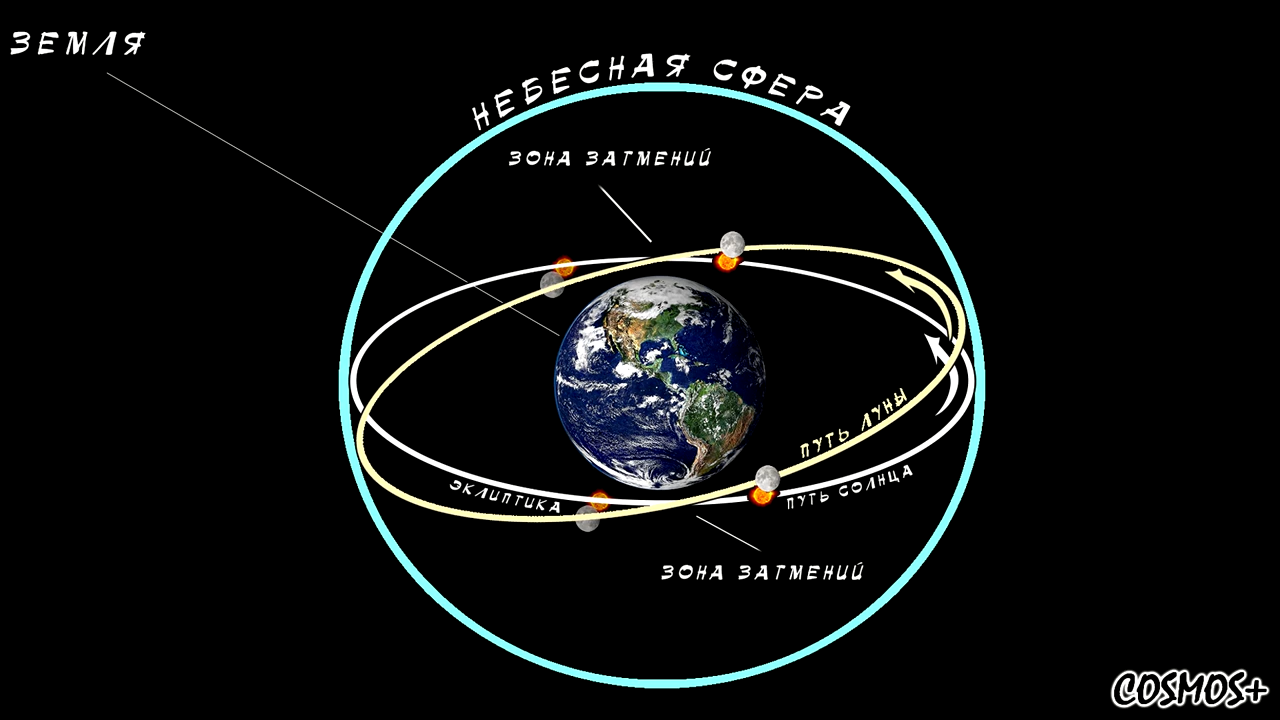 ЗЕМЛЯ
НЕБЕСНАЯ СФЕРА
ЗОНА ЗАТМЕНИЙ
ПУТЬ ЛУНЫ
ЭКЛИПТИКА
ПУТЬ СОЛНЦА
ЗОНА ЗАТМЕНИЙ
COSMOS+